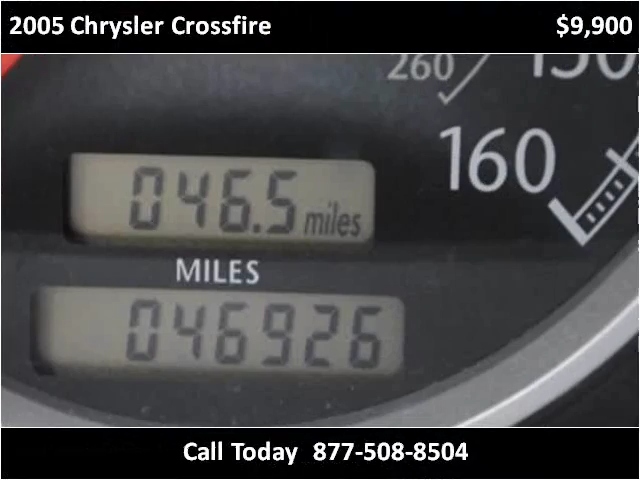 2005 Chrysler Crossfire $9,900
260 150
160
046.5 miles
MILES
046926
Call Today 877-508-8504